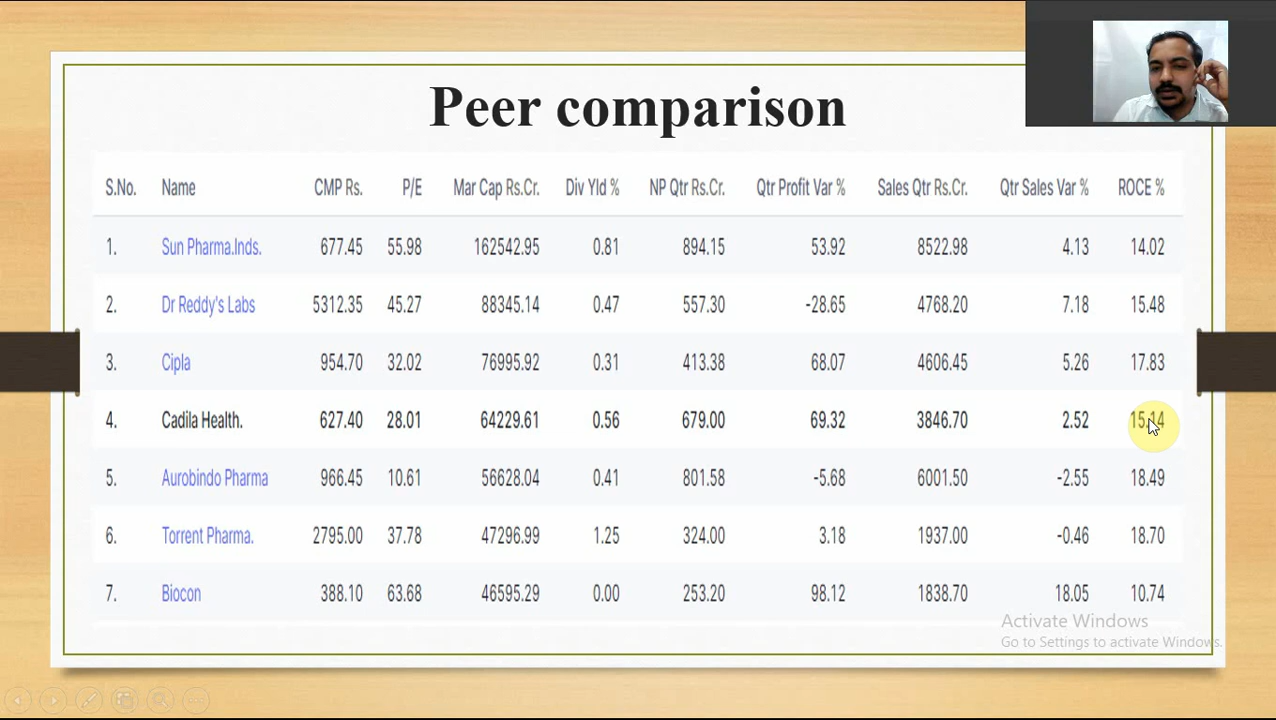 Peer comparison
S.No. Name CMP Rs. P/E Mar Cap Rs.Cr. Div Yld % NP Qtr Rs.Cr. Qtr Profit Var % Sales Qtr Rs.Cr. Qtr Sales Var % ROCE %
1. Sun Pharma.Inds. 677.45 55.98 162542.95 0.81 894.15 53.92 8522.98 4.13 14.02
2. Dr Reddy's Labs 5312.35 45.27 88345.14 0.47 557.30 -28.65 4768.20 7.18 15.48
3. Cipla 954.70 32.02 76995.92 0.31 413.38 68.07 4606.45 5.26 17.83
4. Cadila Health. 627.40 28.01 64229.61 0.56 679.00 69.32 3846.70 2.52 15.14
5. Aurobindo Pharma 966.45 10.61 56628.04 0.41 801.58 -5.68 6001.50 -2.55 18.49
6. Torrent Pharma. 2795.00 37.78 47296.99 1.25 324.00 3.18 1937.00 -0.46 18.70
7. Biocon 388.10 63.68 46595.29 0.00 253.20 98.12 1838.70 18.05 10.74
Activate Windows
Go to Settings to activate Windows.